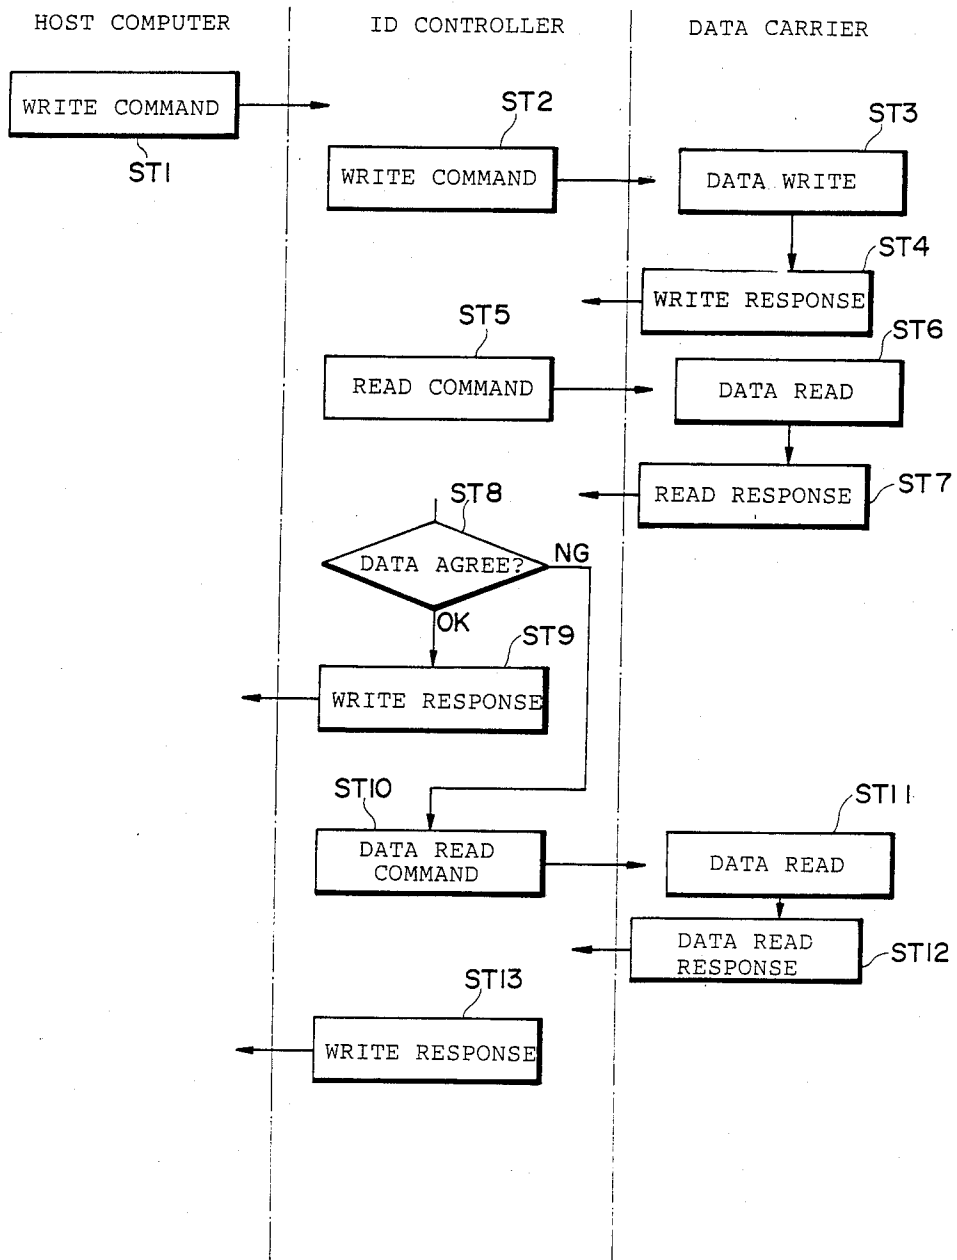 HOST COMPUTER
ID CONTROLLER
DATA CARRIER
WRITE COMMAND
ST1
ST2
WRITE COMMAND
ST3
DATA WRITE
ST4
WRITE RESPONSE
ST5
READ COMMAND
ST6
DATA READ
ST7
READ RESPONSE
ST8
DATA AGREE?
NG
OK
ST9
WRITE RESPONSE
ST10
DATA READ
COMMAND
ST11
DATA READ
ST12
DATA READ
RESPONSE
ST13
WRITE RESPONSE